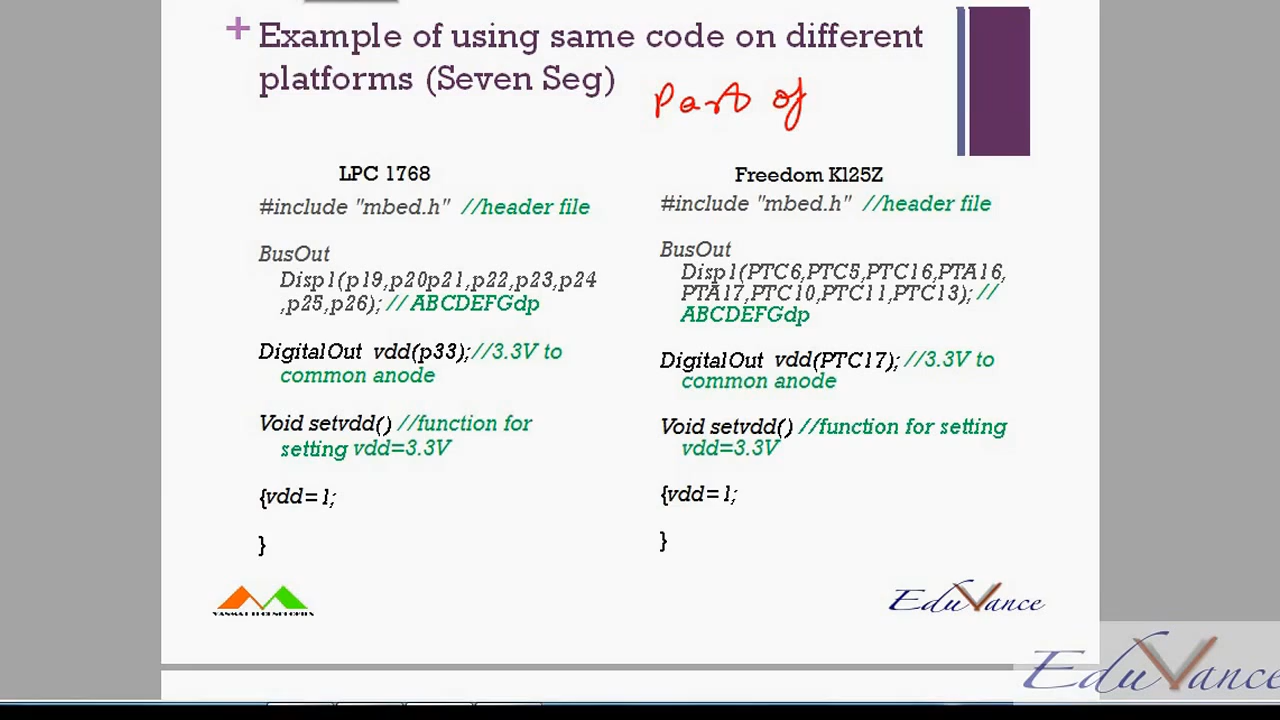 + Example of using same code on different
platforms (Seven Seg)
Part of
LPC 1768
#include "mbed.h" //header file
BusOut
Disp1(p19,p20p21,p22,p23,p24
,p25,p26); // ABCDEFGdp
DigitalOut vdd(p33);//3.3V to
common anode
Void setvdd() //function for
setting vdd=3.3V
{vdd=1;
}
Freedom Kl25Z
#include "mbed.h" //header file
BusOut
Disp1(PTC6,PTC5,PTC16,PTA16,
PTA17,PTC10,PTC11,PTC13); //
ABCDEFGdp
DigitalOut vdd(PTC17); //3.3V to
common anode
Void setvdd() //function for setting
vdd=3.3V
{vdd=1;
}
EduVance
EduVance